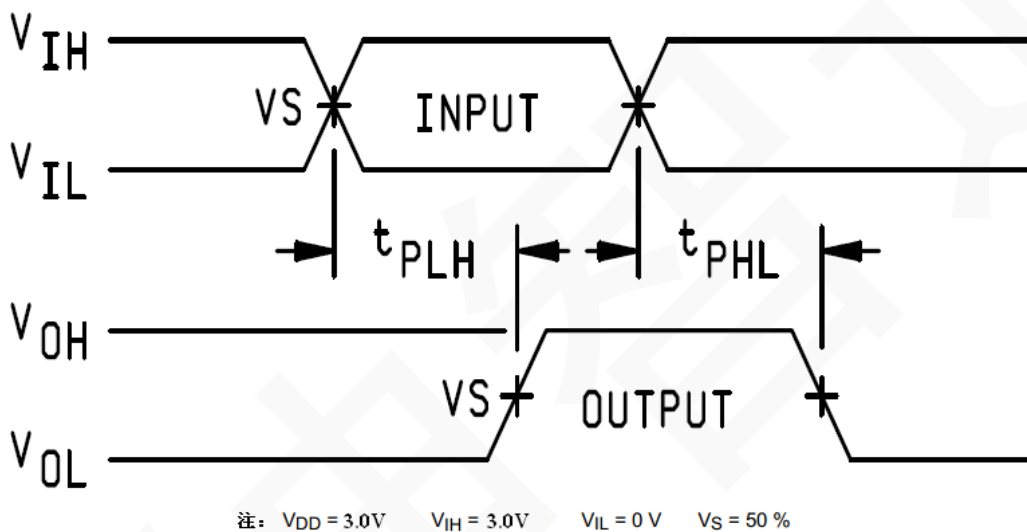 VIH
VS INPUT
VIL
tPLH tPHL
VOH
VS OUTPUT
VOL
注： VDD = 3.0V VIH = 3.0V VIL = 0 V VS = 50 %